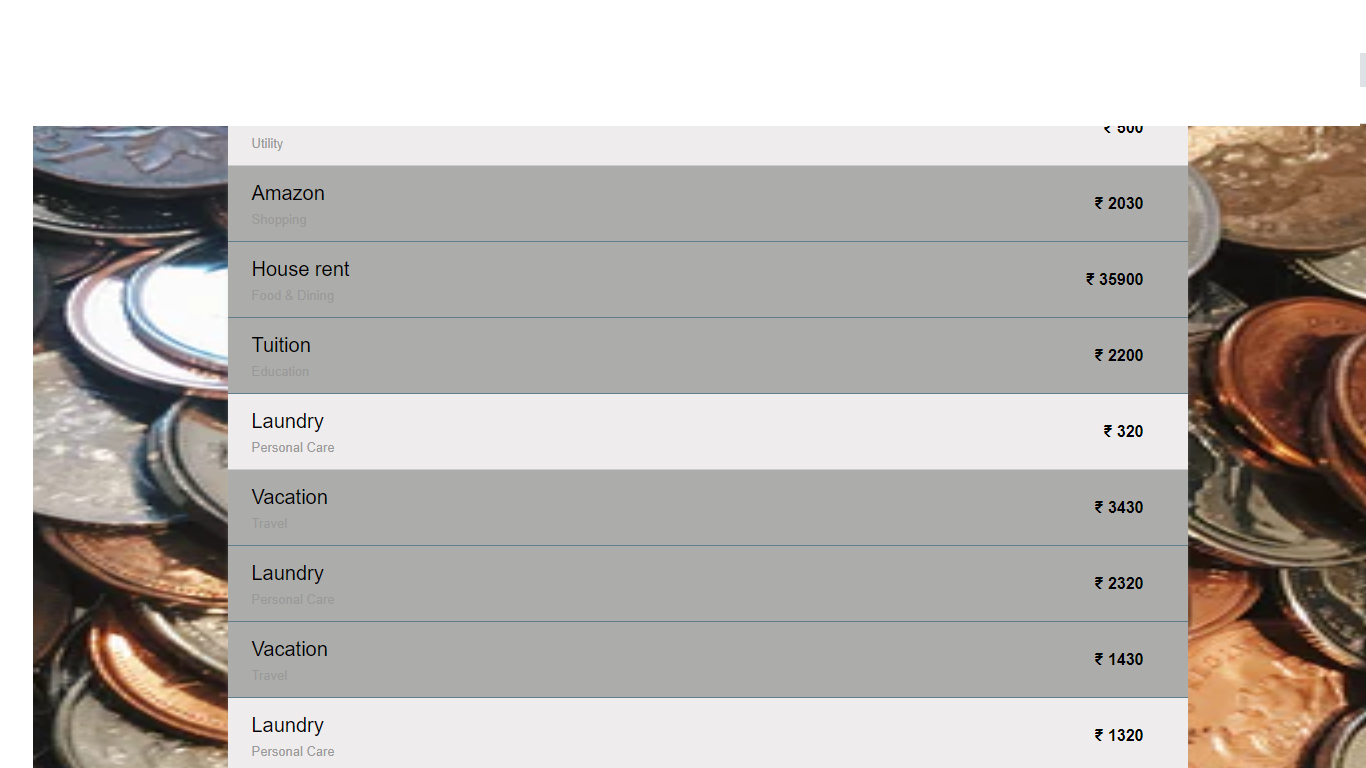 Utility
₹ 500
Amazon
Shopping
₹ 2030
House rent
Food & Dining
₹ 35900
Tuition
Education
₹ 2200
Laundry
Personal Care
₹ 320
Vacation
Travel
₹ 3430
Laundry
Personal Care
₹ 2320
Vacation
Travel
₹ 1430
Laundry
Personal Care
₹ 1320